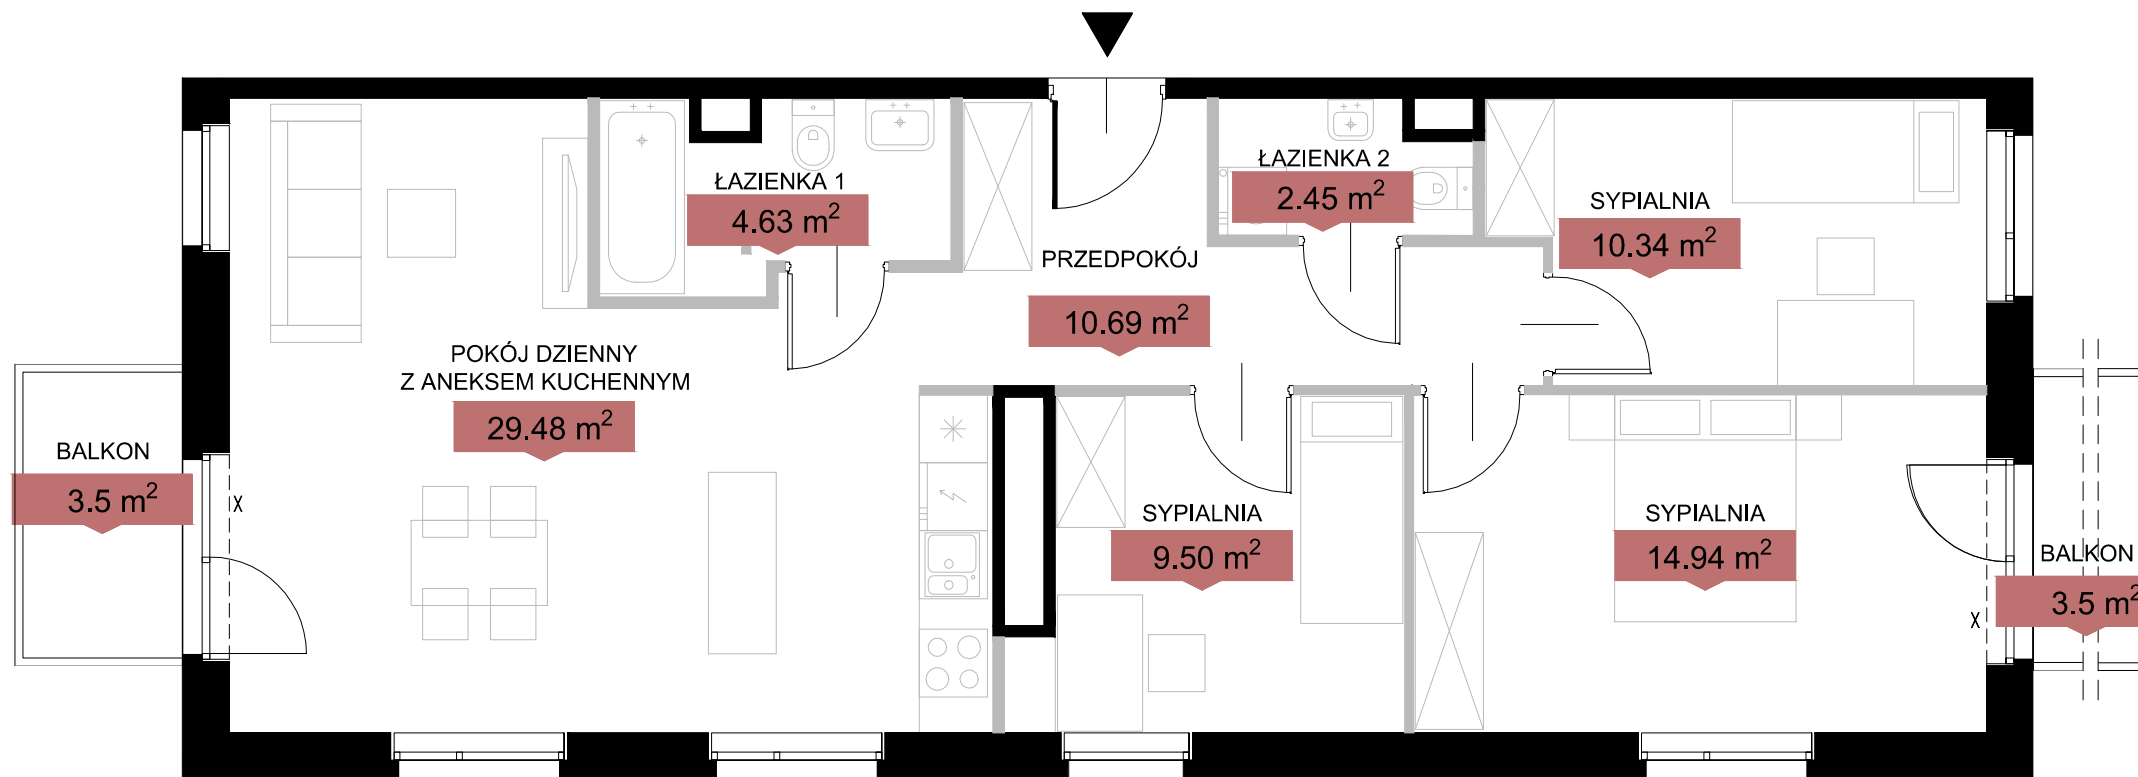 ŁAZIENKA 1
4.63 m²
ŁAZIENKA 2
2.45 m²
SYPIALNIA
10.34 m²
PRZEDPOKÓJ
10.69 m²
POKÓJ DZIENNY
Z ANEKSEM KUCHENNYM
29.48 m²
BALKON
3.5 m²
X
SYPIALNIA
9.50 m²
SYPIALNIA
14.94 m²
BALKON
3.5 m²
X